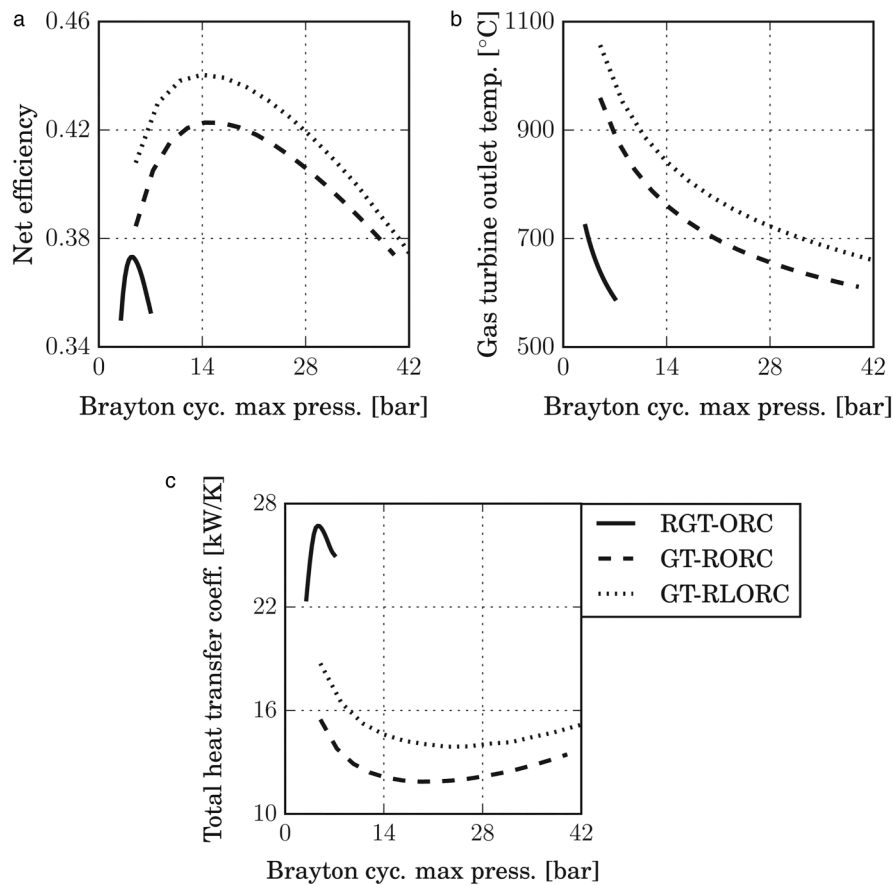 a
0.46
0.42
0.38
0.34
Net efficiency
0 14 28 42
Brayton cyc. max press. [bar]
b
1100
900
700
500
Gas turbine outlet temp. [°C]
0 14 28 42
Brayton cyc. max press. [bar]
c
28
22
16
10
Total heat transfer coeff. [kW/K]
0 14 28 42
Brayton cyc. max press. [bar]
RGT-ORC
GT-RORC
GT-RLORC